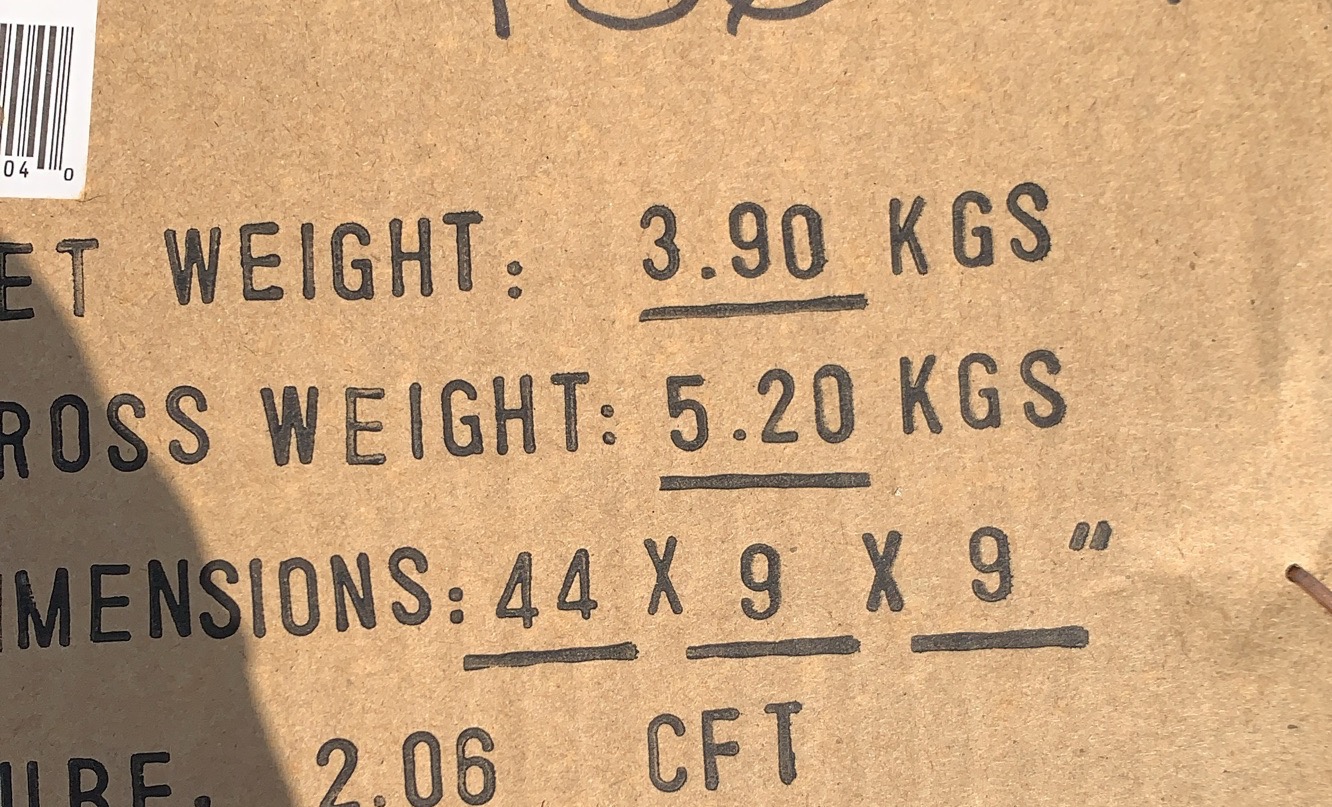 04 0
ET WEIGHT: 3.90 KGS
ROSS WEIGHT: 5.20 KGS
IMENSIONS: 44 X 9 X 9 "
URE: 2.06 CFT